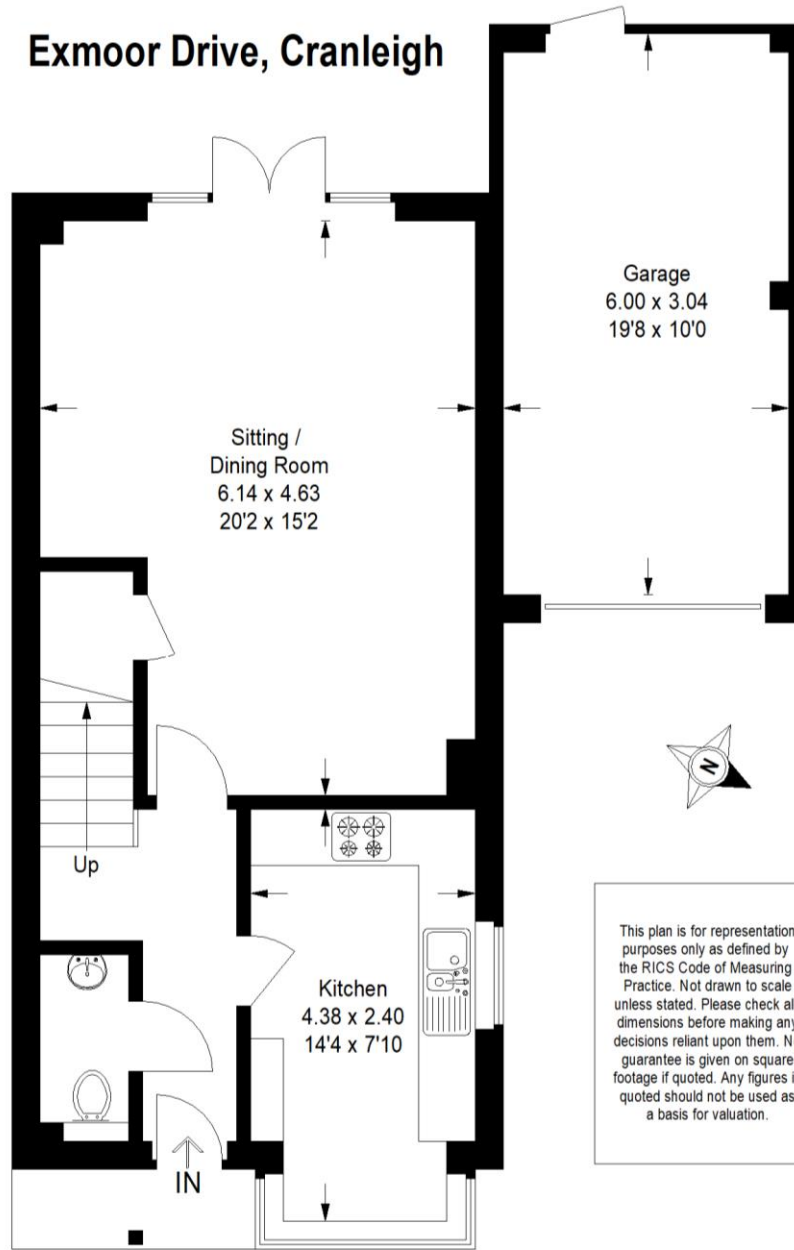 Exmoor Drive, Cranleigh
Garage
6.00 x 3.04
19'8 x 10'0
Sitting /
Dining Room
6.14 x 4.63
20'2 x 15'2
Up
N
Kitchen
4.38 x 2.40
14'4 x 7'10
IN
This plan is for representation
purposes only as defined by
the RICS Code of Measuring
Practice. Not drawn to scale
unless stated. Please check al
dimensions before making any
decisions reliant upon them. N
guarantee is given on square
footage if quoted. Any figures i
quoted should not be used as
a basis for valuation.